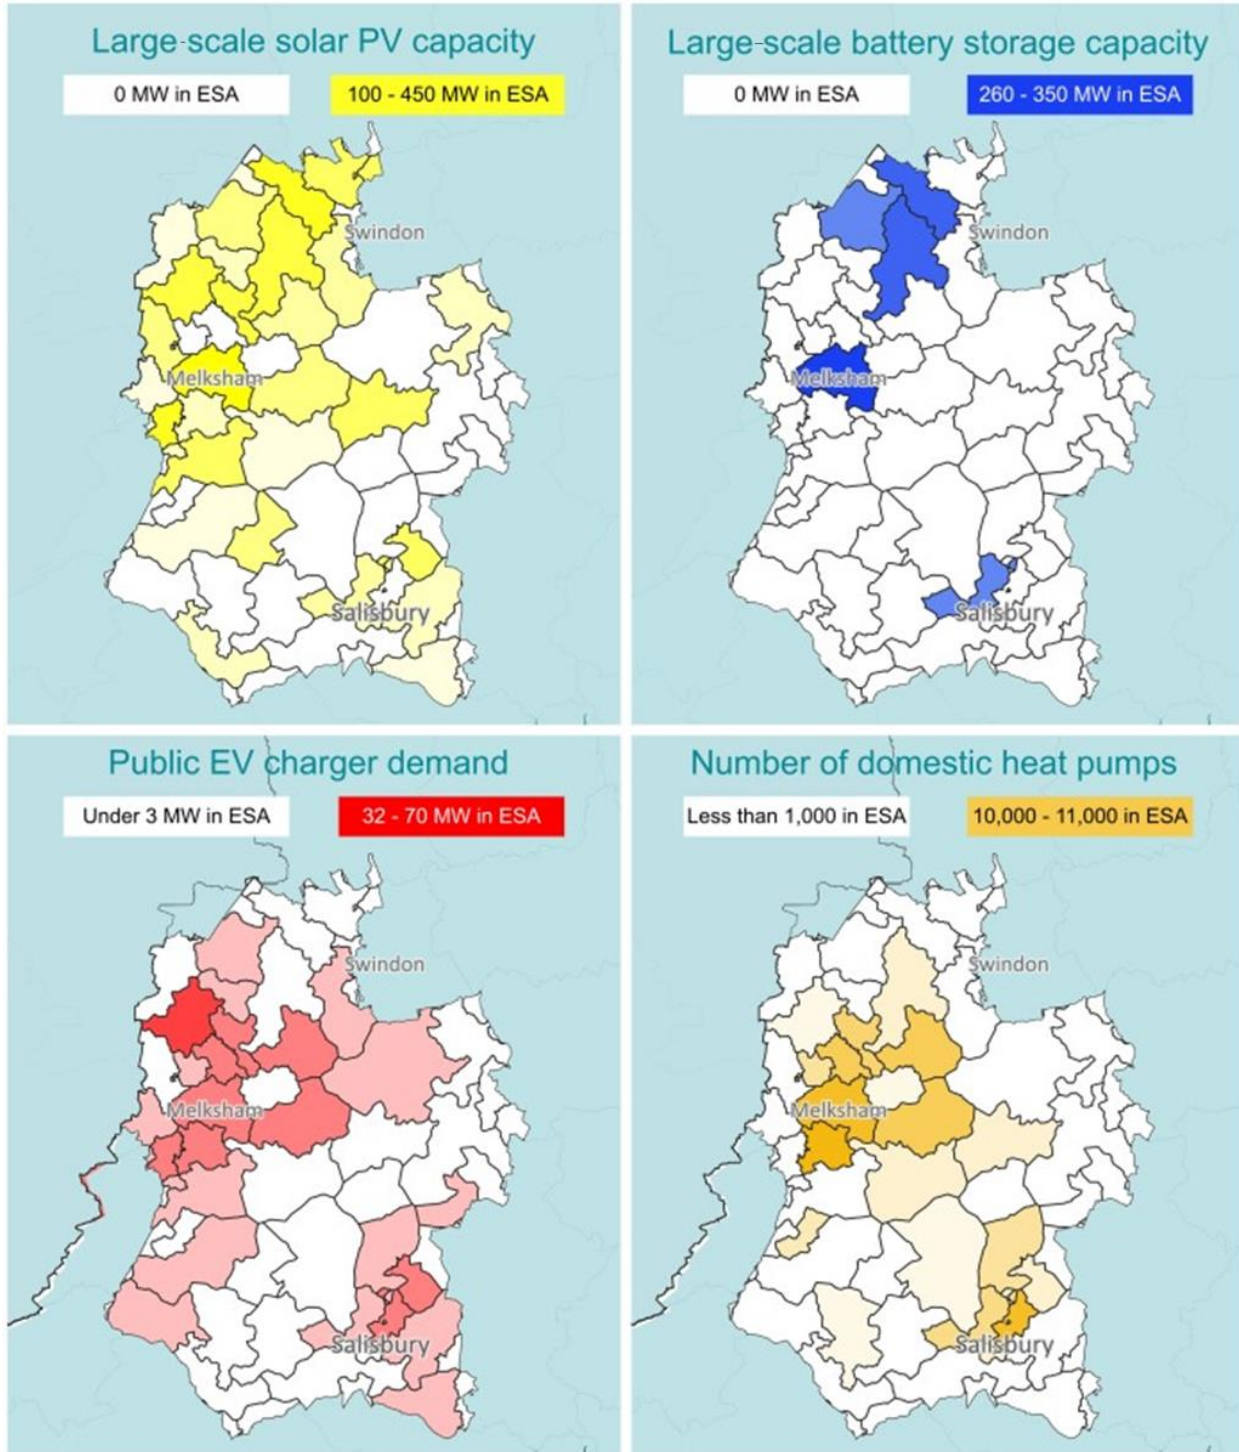 Large-scale solar PV capacity
0 MW in ESA
100 - 450 MW in ESA
Swindon
Melksham
Salisbury
Large-scale battery storage capacity
0 MW in ESA
260 - 350 MW in ESA
Swindon
Melksham
Salisbury
Public EV charger demand
Under 3 MW in ESA
32 - 70 MW in ESA
Swindon
Melksham
Salisbury
Number of domestic heat pumps
Less than 1,000 in ESA
10,000 - 11,000 in ESA
Swindon
Melksham
Salisbury